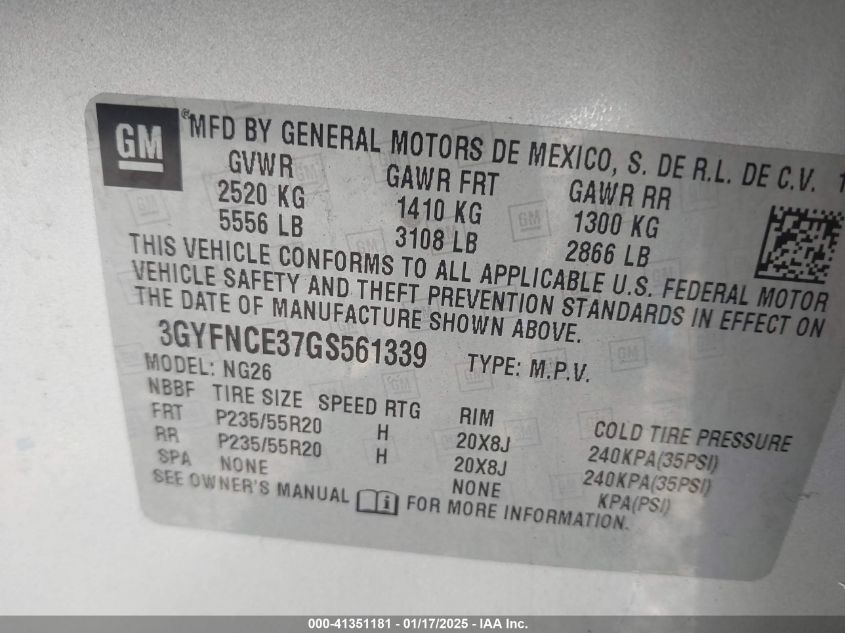 GM
® MFD BY GENERAL MOTORS DE MEXICO, S. DE R.L. DE C.V. 1
GVWR GAWR FRT GAWR RR
2520 KG 1410 KG 1300 KG
5556 LB 3108 LB 2866 LB
THIS VEHICLE CONFORMS TO ALL APPLICABLE U.S. FEDERAL MOTOR
VEHICLE SAFETY AND THEFT PREVENTION STANDARDS IN EFFECT ON
THE DATE OF MANUFACTURE SHOWN ABOVE.
3GYFNCE37GS561339 TYPE: M.P.V.
MODEL: NG26
NBBF TIRE SIZE SPEED RTG RIM COLD TIRE PRESSURE
FRT P235/55R20 H 20X8J 240KPA(35PSI)
RR P235/55R20 H 20X8J 240KPA(35PSI)
SPA NONE NONE KPA(PSI)
SEE OWNER'S MANUAL i FOR MORE INFORMATION.
000-41351181 - 01/17/2025 - IAA Inc.